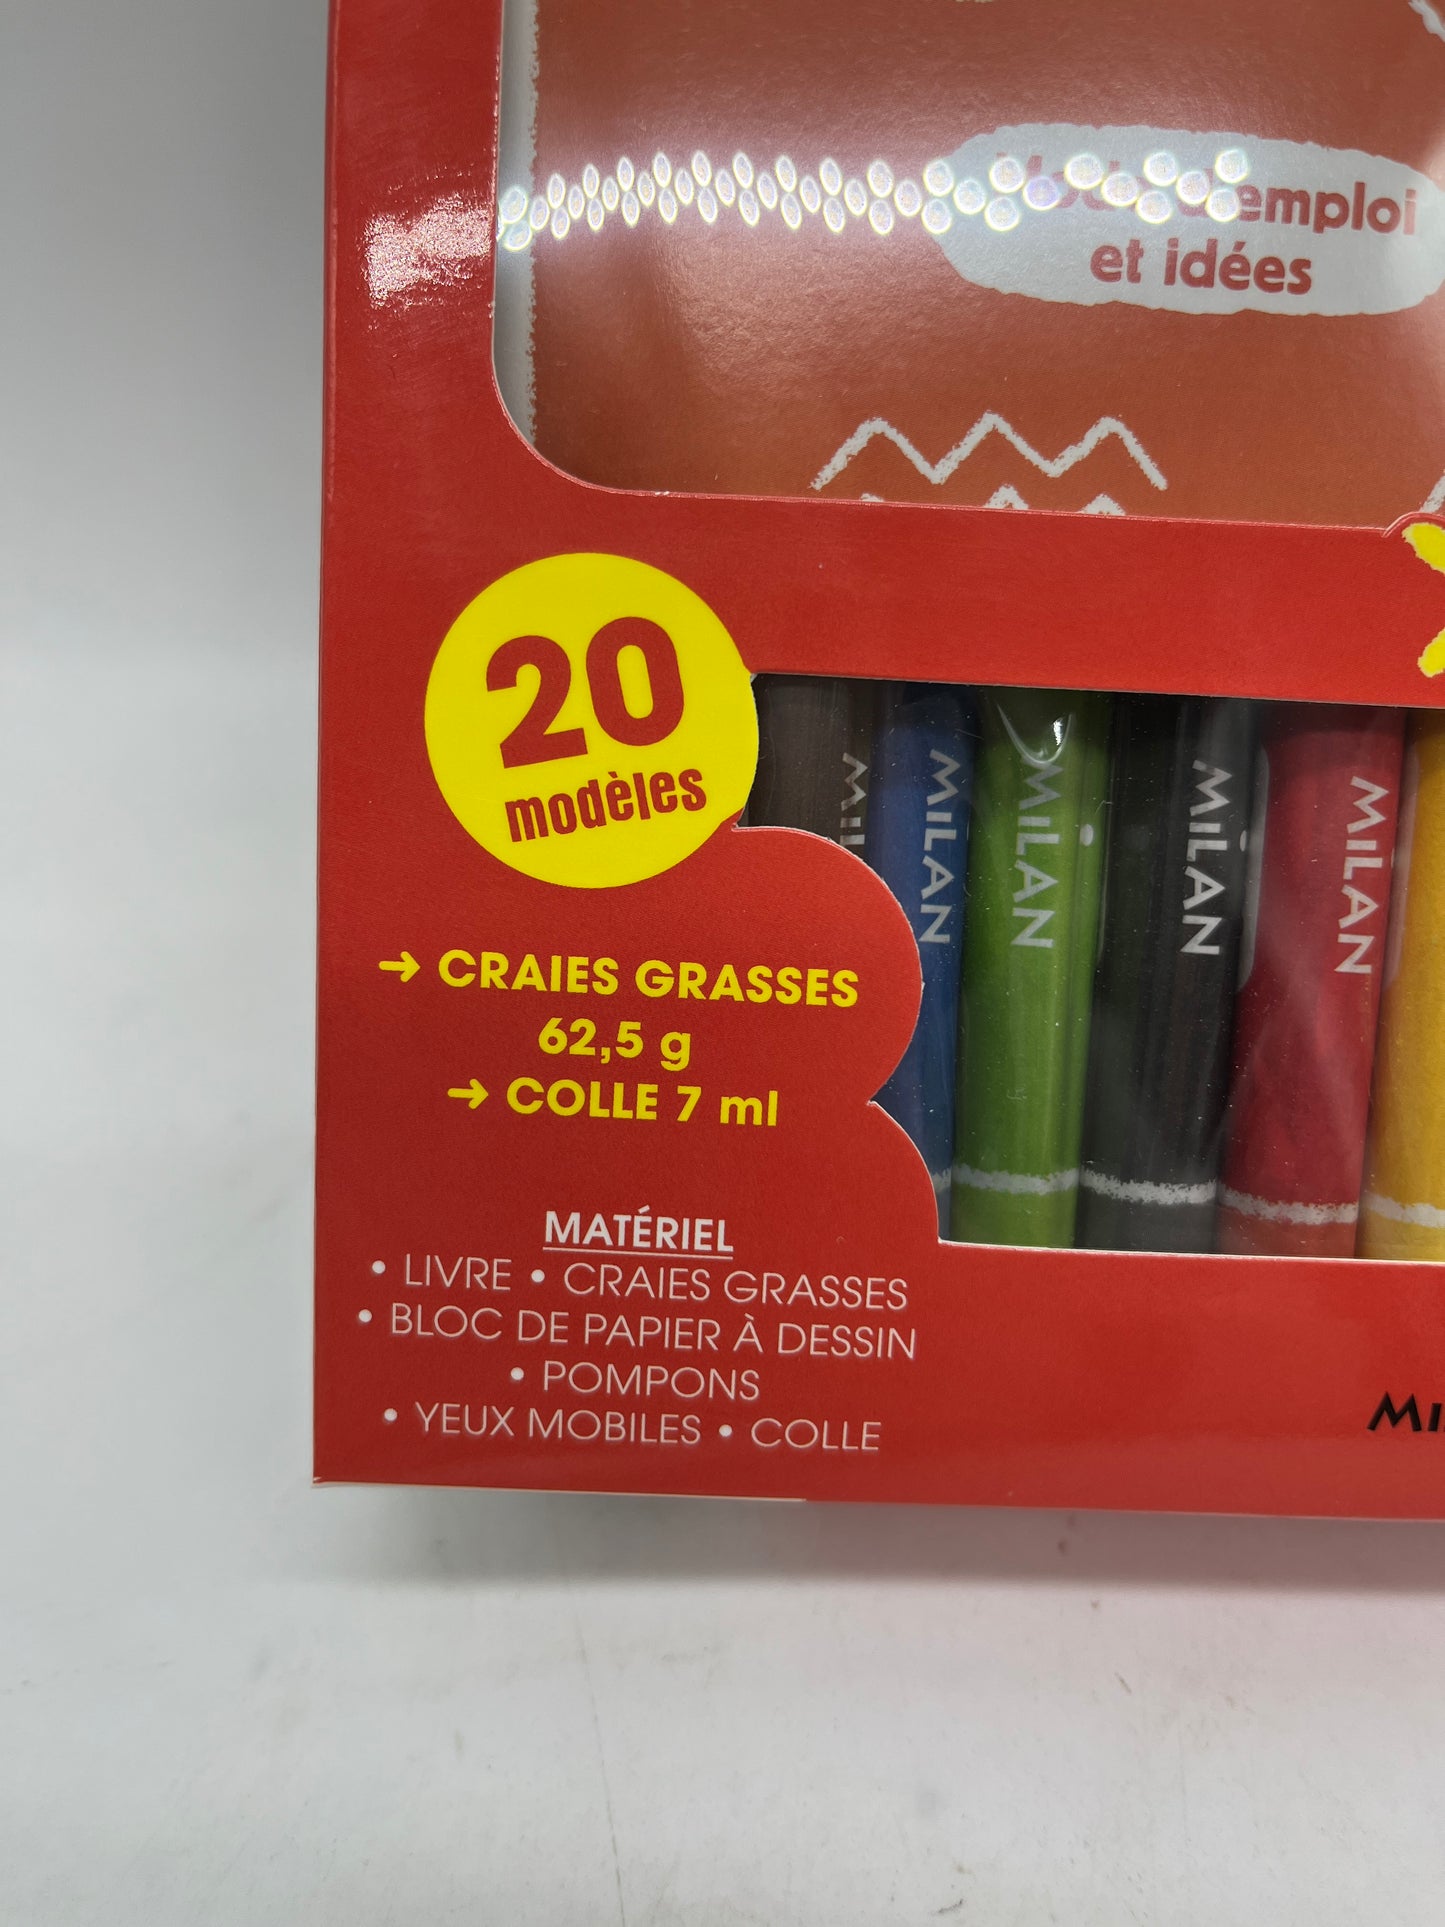 d'emploi
et idées
20
modèles
MILAN
MILAN
MILAN
MILAN
→ CRAIES GRASSES
62,5 g
→ COLLE 7 ml
MATÉRIEL
• LIVRE • CRAIES GRASSES
• BLOC DE PAPIER À DESSIN
• POMPONS
• YEUX MOBILES • COLLE